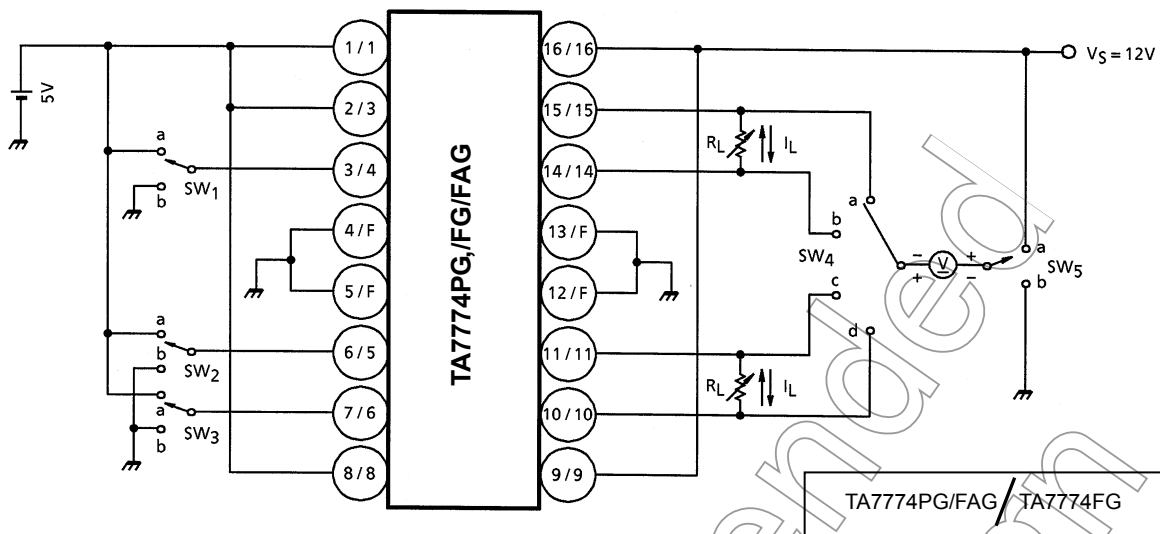 5V
1/1
2/3
3/4
4/F
5/F
6/5
7/6
8/8
a
b
SW1
a
b
SW2
a
b
SW3
TA7774PG,/FG/FAG
16/16
15/15
14/14
13/F
12/F
11/11
10/10
9/9
VS=12V
RL IL
RL IL
a
b
SW4
c
d
− V +
+ −
a
SW5
b
TA7774PG/FAG / TA7774FG